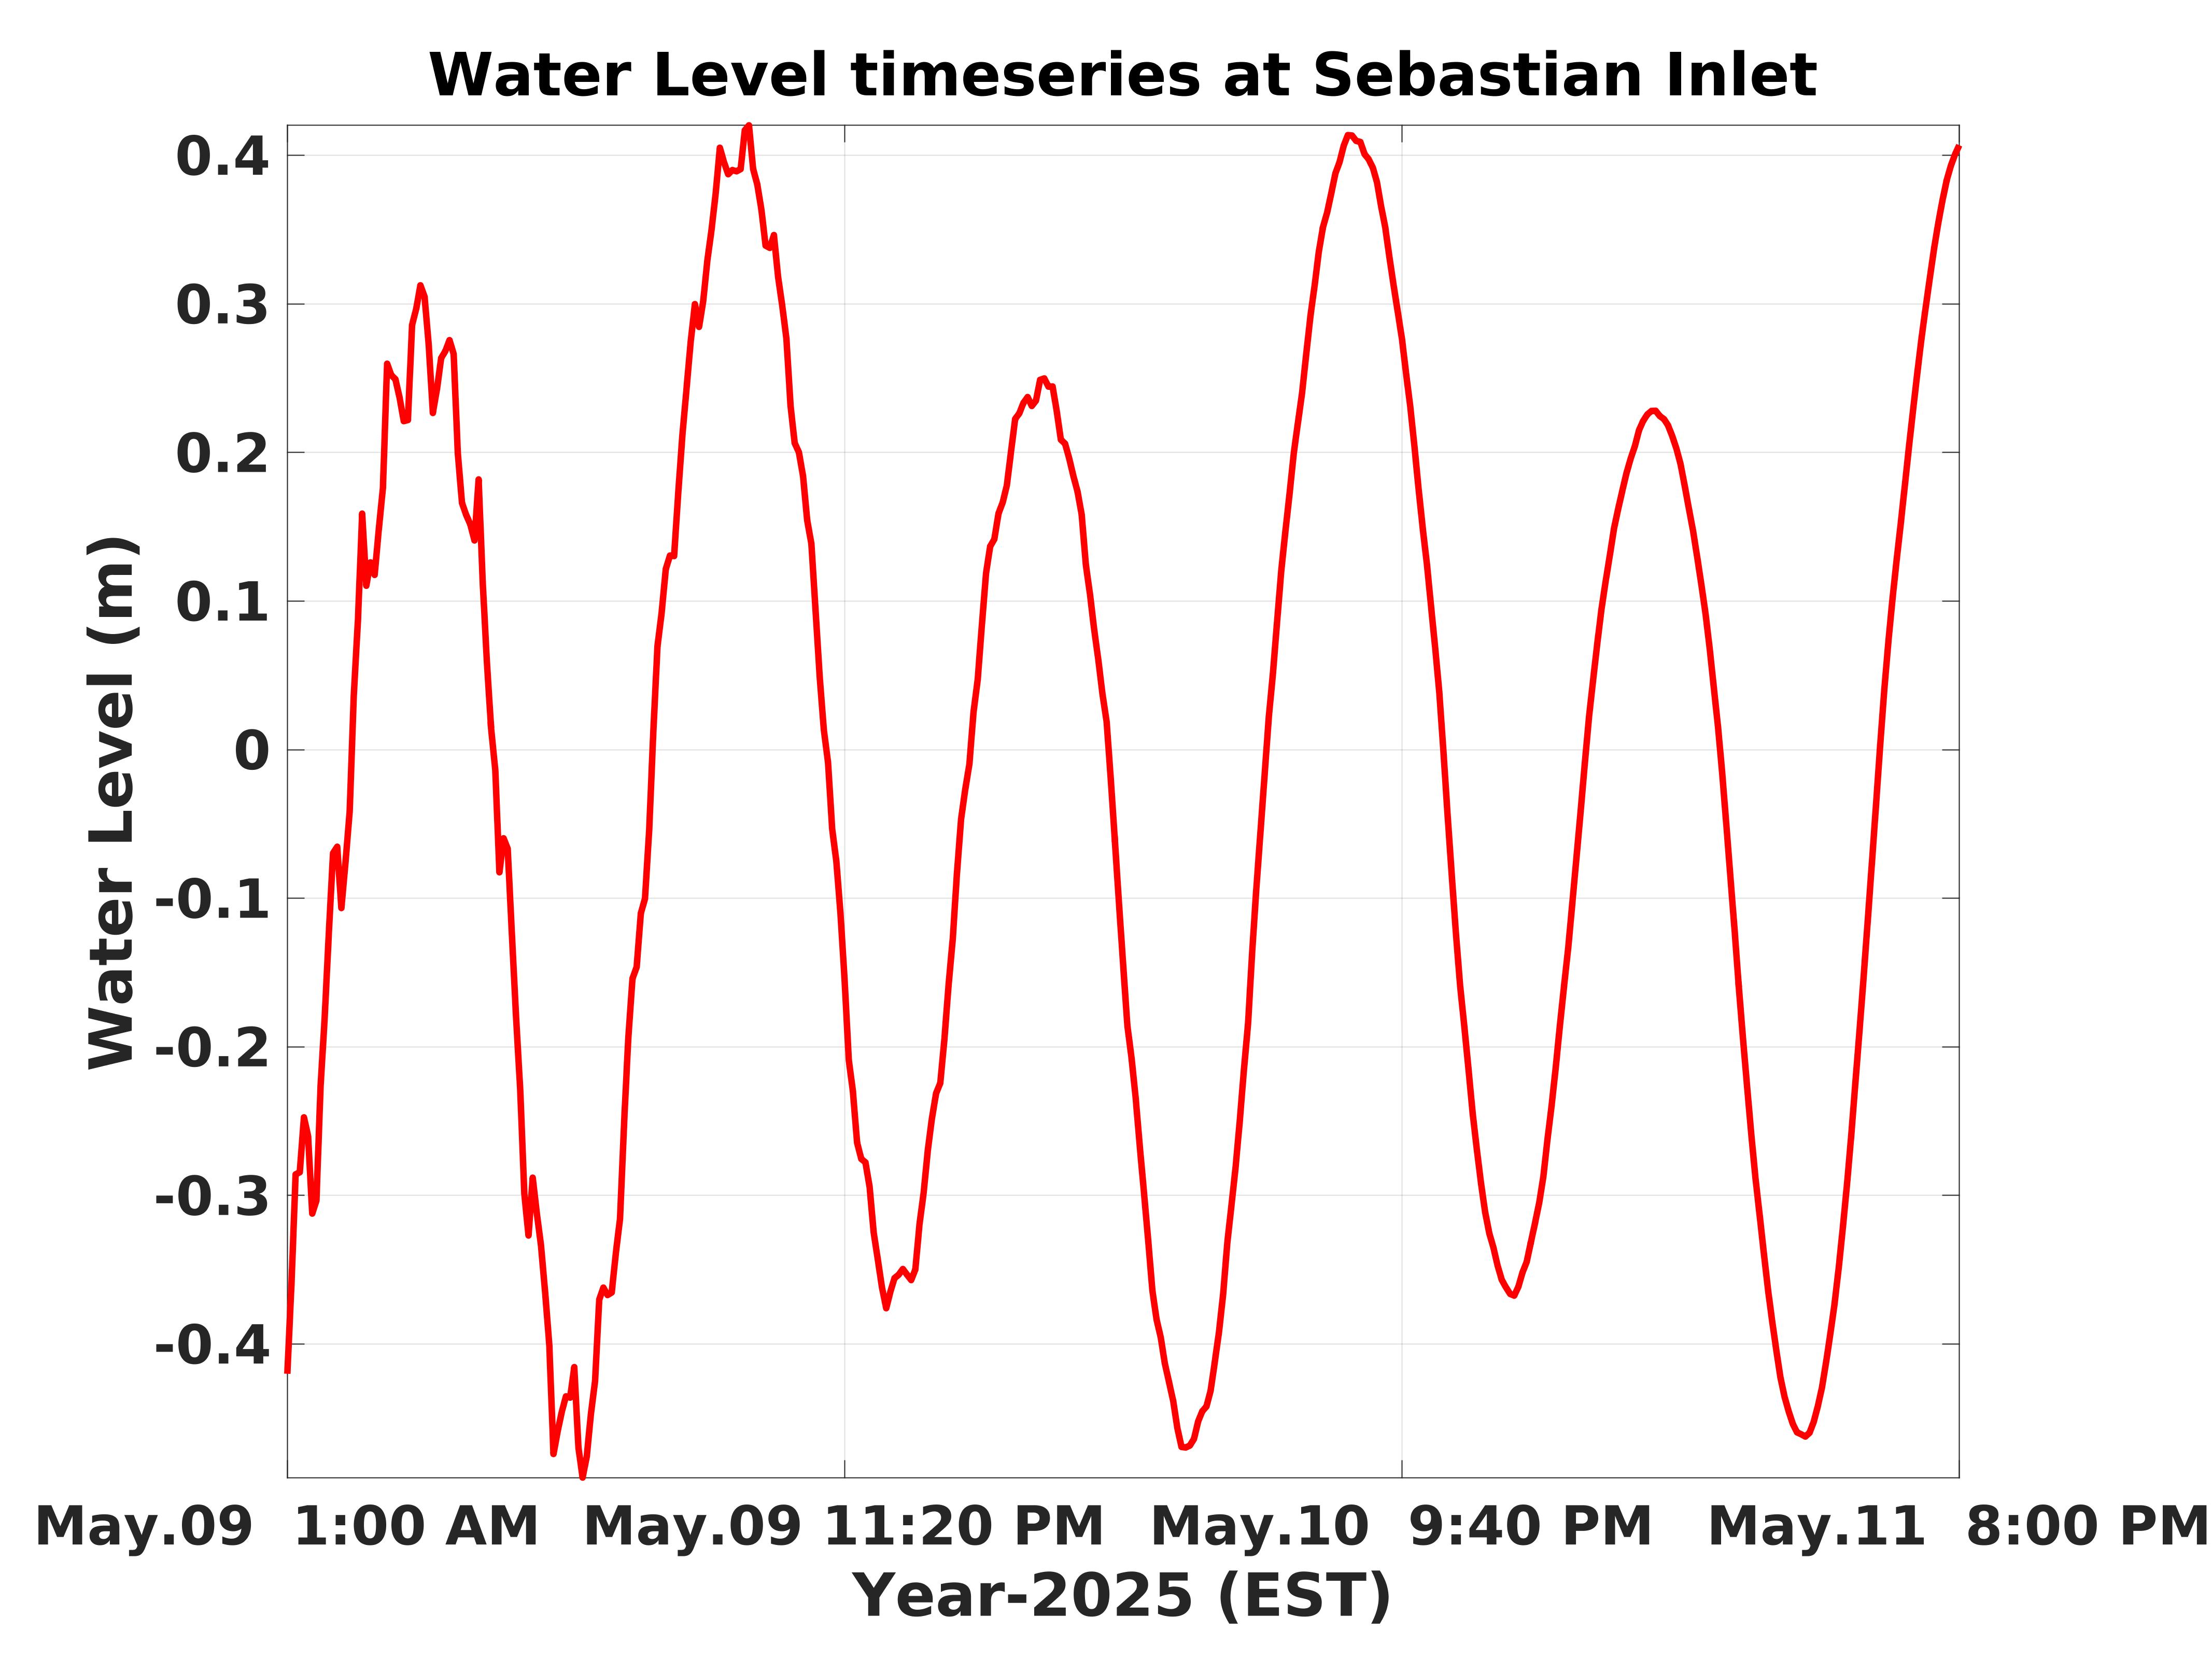 Water Level timeseries at Sebastian Inlet
Water Level (m)
0.4
0.3
0.2
0.1
0
-0.1
-0.2
-0.3
-0.4
May.09 1:00 AM May.09 11:20 PM May.10 9:40 PM May.11 8:00 PM
Year-2025 (EST)